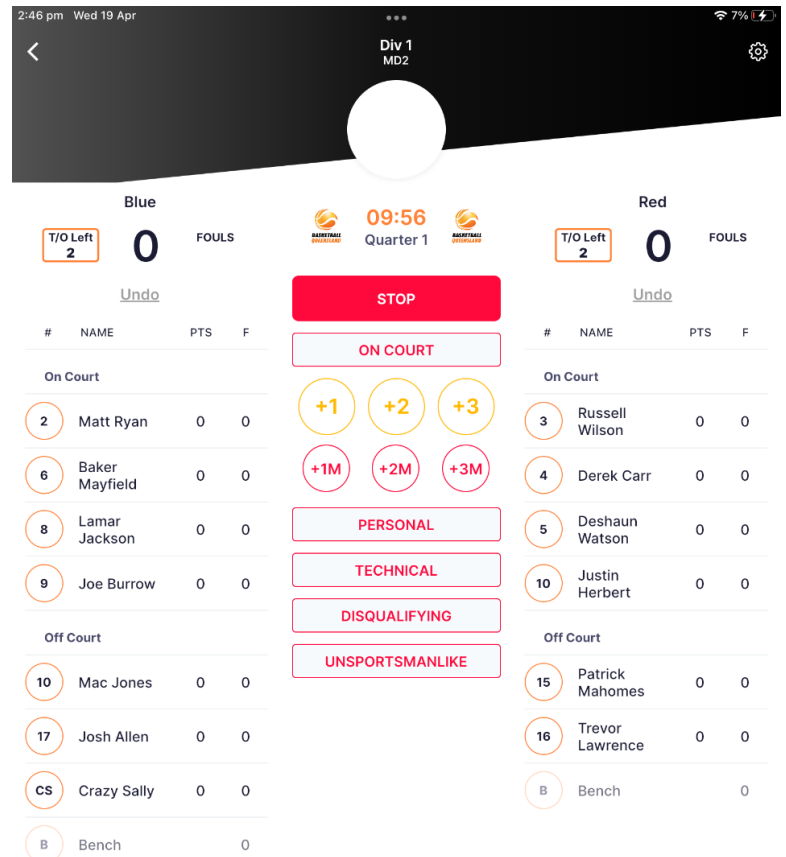 2:46 pm Wed 19 Apr
7%
Div 1
MD2
Blue
T/O Left
2
0
FOULS
Undo
# NAME PTS F
On Court
2 Matt Ryan 0 0
6 Baker
Mayfield 0 0
8 Lamar
Jackson 0 0
9 Joe Burrow 0 0
Off Court
10 Mac Jones 0 0
17 Josh Allen 0 0
CS Crazy Sally 0 0
B Bench 0
BASKETBALL
QUEENSLAND
09:56
Quarter 1
BASKETBALL
QUEENSLAND
STOP
ON COURT
+1 +2 +3
+1M +2M +3M
PERSONAL
TECHNICAL
DISQUALIFYING
UNSPORTSMANLIKE
Red
T/O Left
2
0
FOULS
Undo
# NAME PTS F
On Court
3 Russell
Wilson 0 0
4 Derek Carr 0 0
5 Deshaun
Watson 0 0
10 Justin
Herbert 0 0
Off Court
15 Patrick
Mahomes 0 0
16 Trevor
Lawrence 0 0
B Bench 0